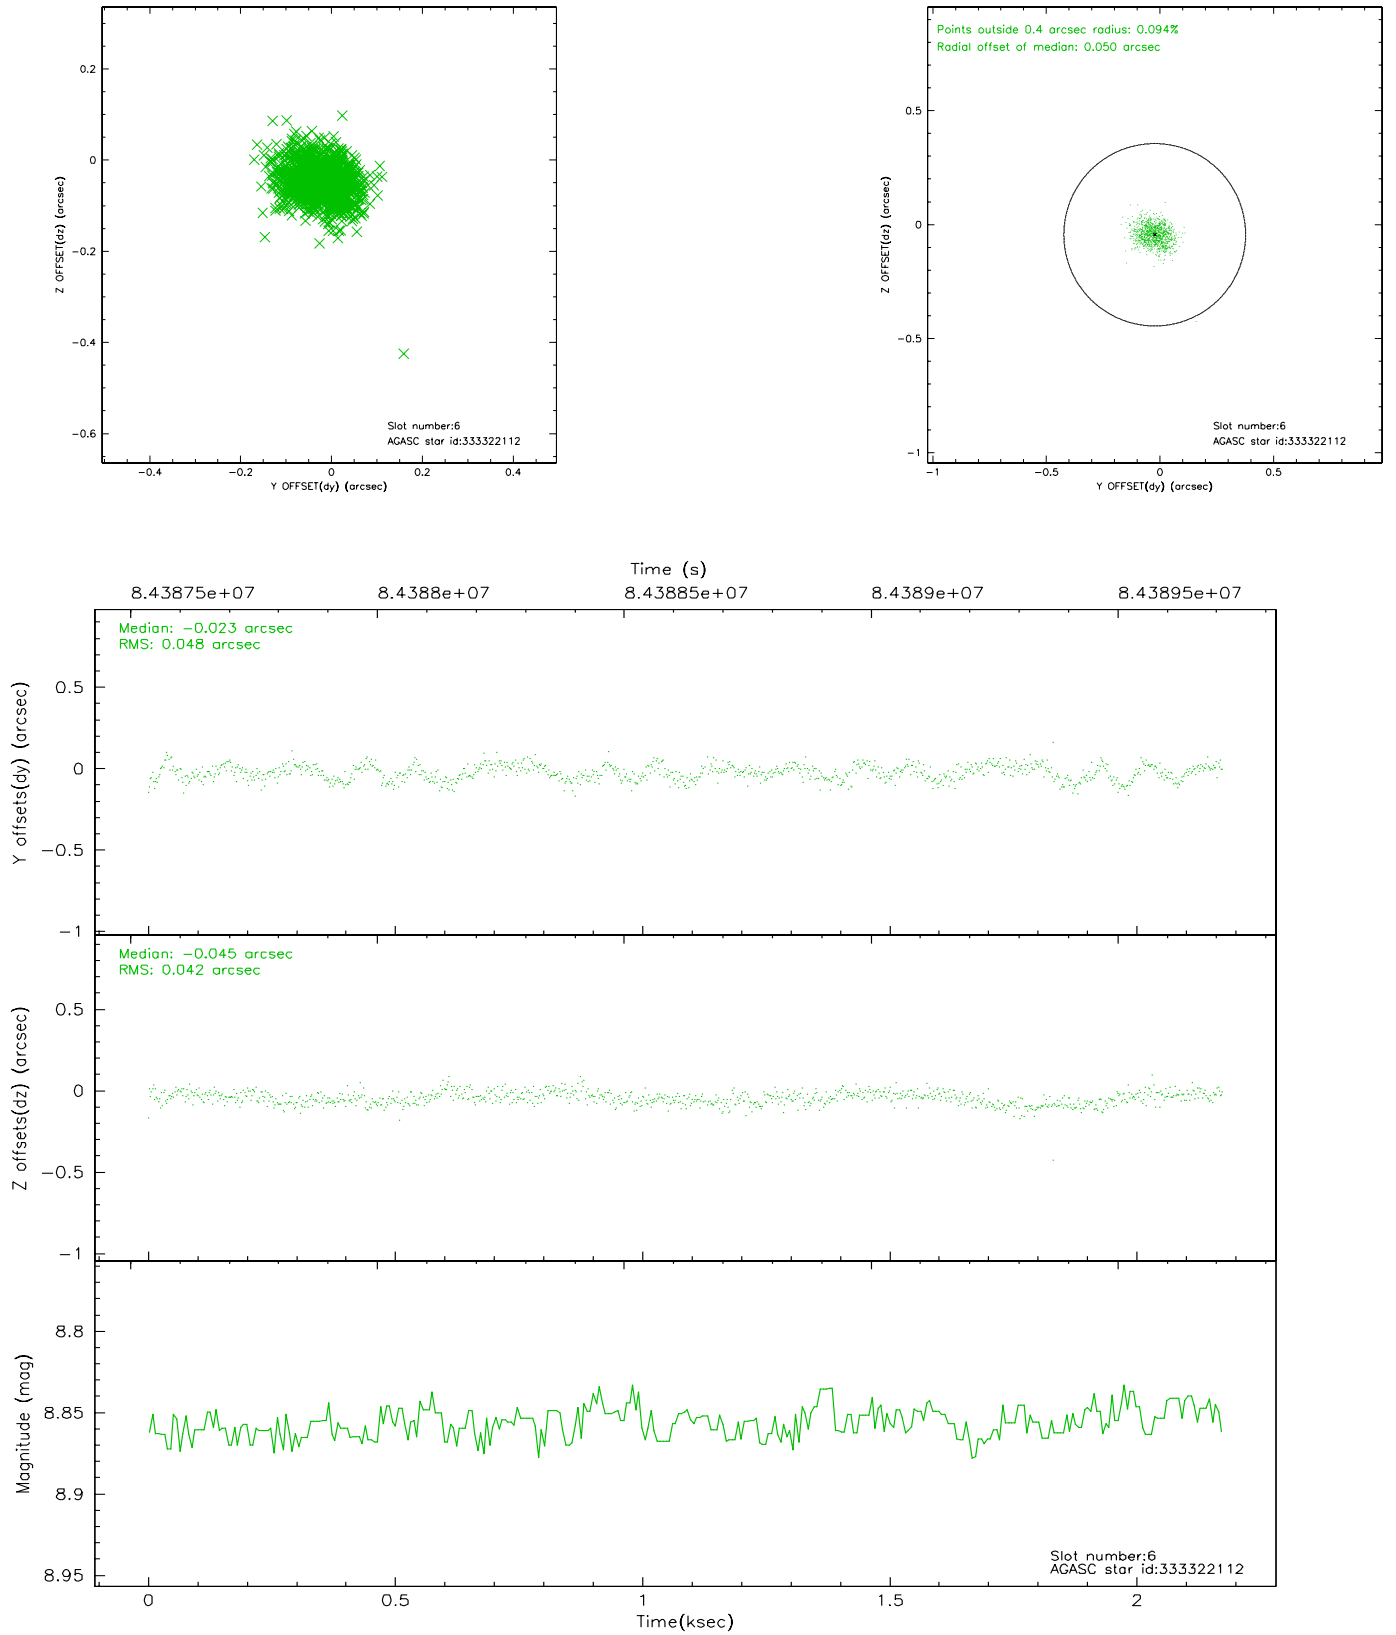 0.2
0
−0.2
−0.4
−0.6
Z OFFSET(dz) (arcsec)
Slot number:6
AGASC star id:333322112
−0.4
−0.2
0
0.2
0.4
Y OFFSET(dy) (arcsec)
Points outside 0.4 arcsec radius: 0.094%
Radial offset of median: 0.050 arcsec
0.5
0
−0.5
−1
Z OFFSET(dz) (arcsec)
Slot number:6
AGASC star id:333322112
−1
−0.5
0
0.5
Y OFFSET(dy) (arcsec)
Time (s)
8.43875e+07
8.4388e+07
8.43885e+07
8.4389e+07
8.43895e+07
Median: −0.023 arcsec
RMS: 0.048 arcsec
0.5
0
−0.5
−1
Y offsets(dy) (arcsec)
Median: −0.045 arcsec
RMS: 0.042 arcsec
0.5
0
−0.5
−1
Z offsets(dz) (arcsec)
8.8
8.85
8.9
8.95
Magnitude (mag)
Slot number:6
AGASC star id:333322112
0
0.5
1
1.5
2
Time(ksec)